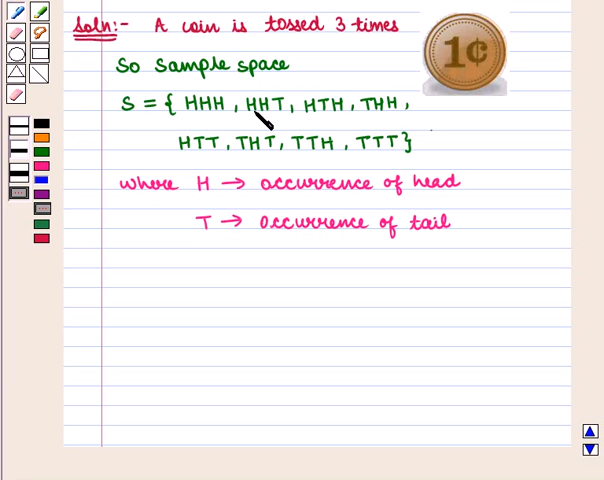 Soln:- A coin is tossed 3 times
1¢
So Sample space
S = { HHH , HHT , HTH , THH ,
HTT , THT , TTH , TTT }
where H → occurrence of head
T → occurrence of tail